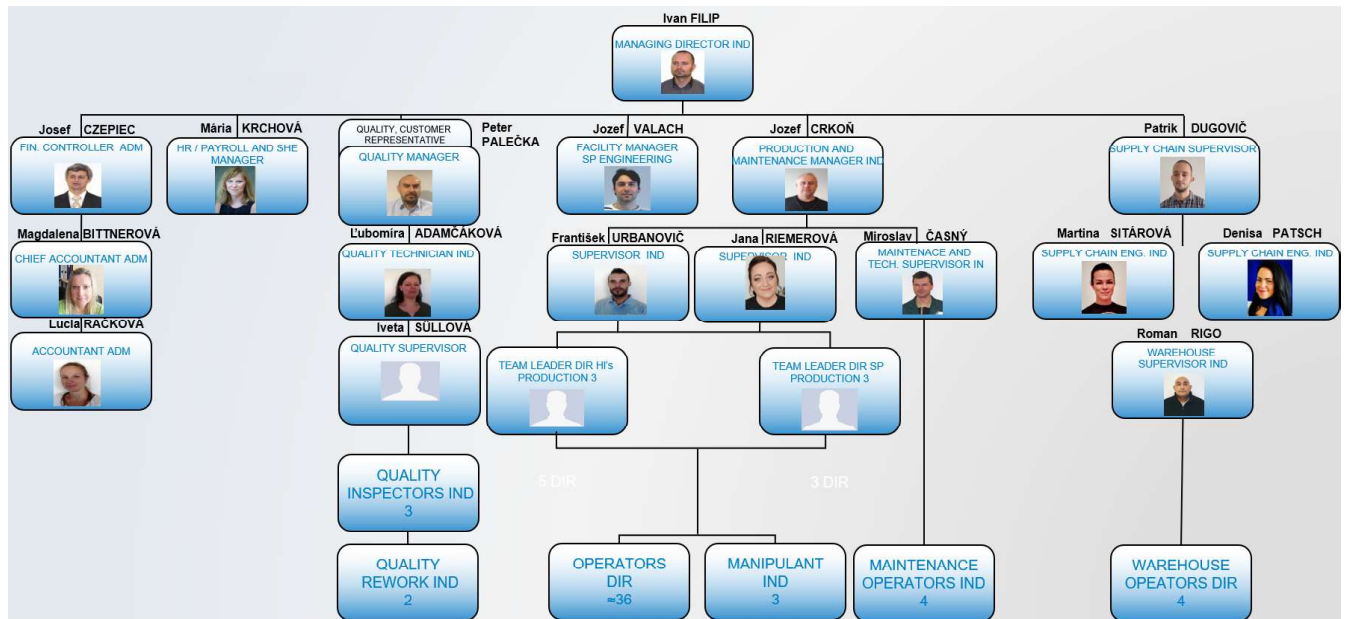 Ivan FILIP
MANAGING DIRECTOR IND
Josef CZEPIEC
FIN. CONTROLLER ADM
Mária KRCHOVÁ
HR / PAYROLL AND SHE
MANAGER
QUALITY, CUSTOMER
REPRESENTATIVE
Peter
PALEČKA
QUALITY MANAGER
Jozef VALACH
FACILITY MANAGER
SP ENGINEERING
Jozef CRKOŇ
PRODUCTION AND
MAINTENANCE MANAGER IND
Patrik DUGOVIČ
SUPPLY CHAIN SUPERVISOR
Magdalena BITTNEROVÁ
CHIEF ACCOUNTANT ADM
Ľubomíra ADAMČÁKOVÁ
QUALITY TECHNICIAN IND
František URBANOVIČ
SUPERVISOR IND
Jana RIEMEROVÁ
SUPERVISOR IND
Miroslav ČASNÝ
MAINTENACE AND
TECH. SUPERVISOR IN
Martina SITÁROVÁ
SUPPLY CHAIN ENG. IND
Denisa PATSCH
SUPPLY CHAIN ENG. IND
Lucia RAČKOVÁ
ACCOUNTANT ADM
Iveta SÜLLOVÁ
QUALITY SUPERVISOR
TEAM LEADER DIR HI's
PRODUCTION 3
TEAM LEADER DIR SP
PRODUCTION 3
Roman RIGO
WAREHOUSE
SUPERVISOR IND
QUALITY
INSPECTORS IND
3
5 DIR
3 DIR
QUALITY
REWORK IND
2
OPERATORS
DIR
≈36
MANIPULANT
IND
3
MAINTENANCE
OPERATORS IND
4
WAREHOUSE
OPEATORS DIR
4